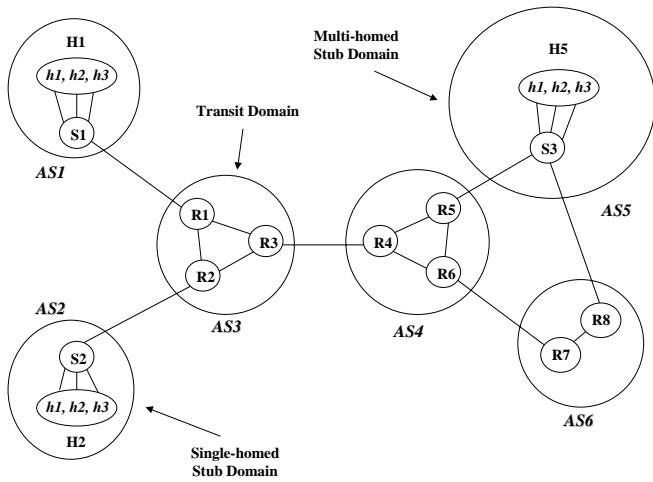 H1
h1, h2, h3
S1
AS1
Multi-homed
Stub Domain
H5
h1, h2, h3
S3
AS5
Transit Domain
R1
R2
R3
AS3
R4
R5
R6
AS4
R7
R8
AS6
AS2
S2
h1, h2, h3
H2
Single-homed
Stub Domain